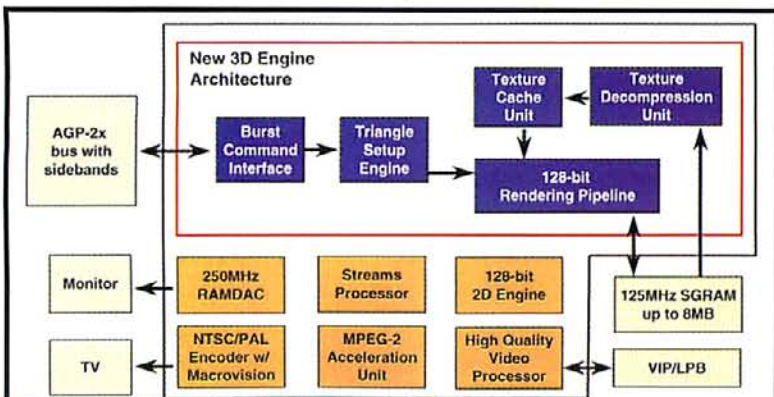 New 3D Engine
Architecture
AGP-2x
bus with
sidebands
Burst
Command
Interface
Triangle
Setup
Engine
Texture
Cache
Unit
Texture
Decompression
Unit
128-bit
Rendering Pipeline
Monitor
250MHz
RAMDAC
Streams
Processor
128-bit
2D Engine
125MHz SGRAM
up to 8MB
TV
NTSC/PAL
Encoder w/
Macrovision
MPEG-2
Acceleration
Unit
High Quality
Video
Processor
VIP/LPB